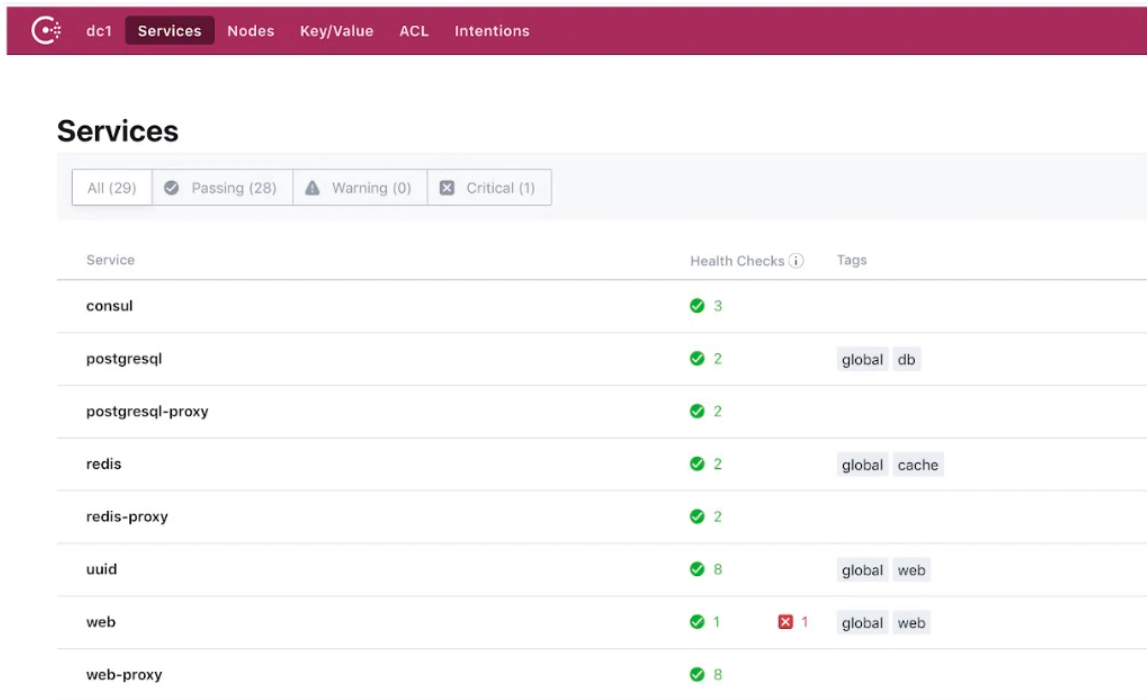 dc1 Services Nodes Key/Value ACL Intentions
Services
All (29) Passing (28) Warning (0) Critical (1)
Service Health Checks Tags
consul 3
postgresql 2 global db
postgresql-proxy 2
redis 2 global cache
redis-proxy 2
uuid 8 global web
web 1 1 global web
web-proxy 8